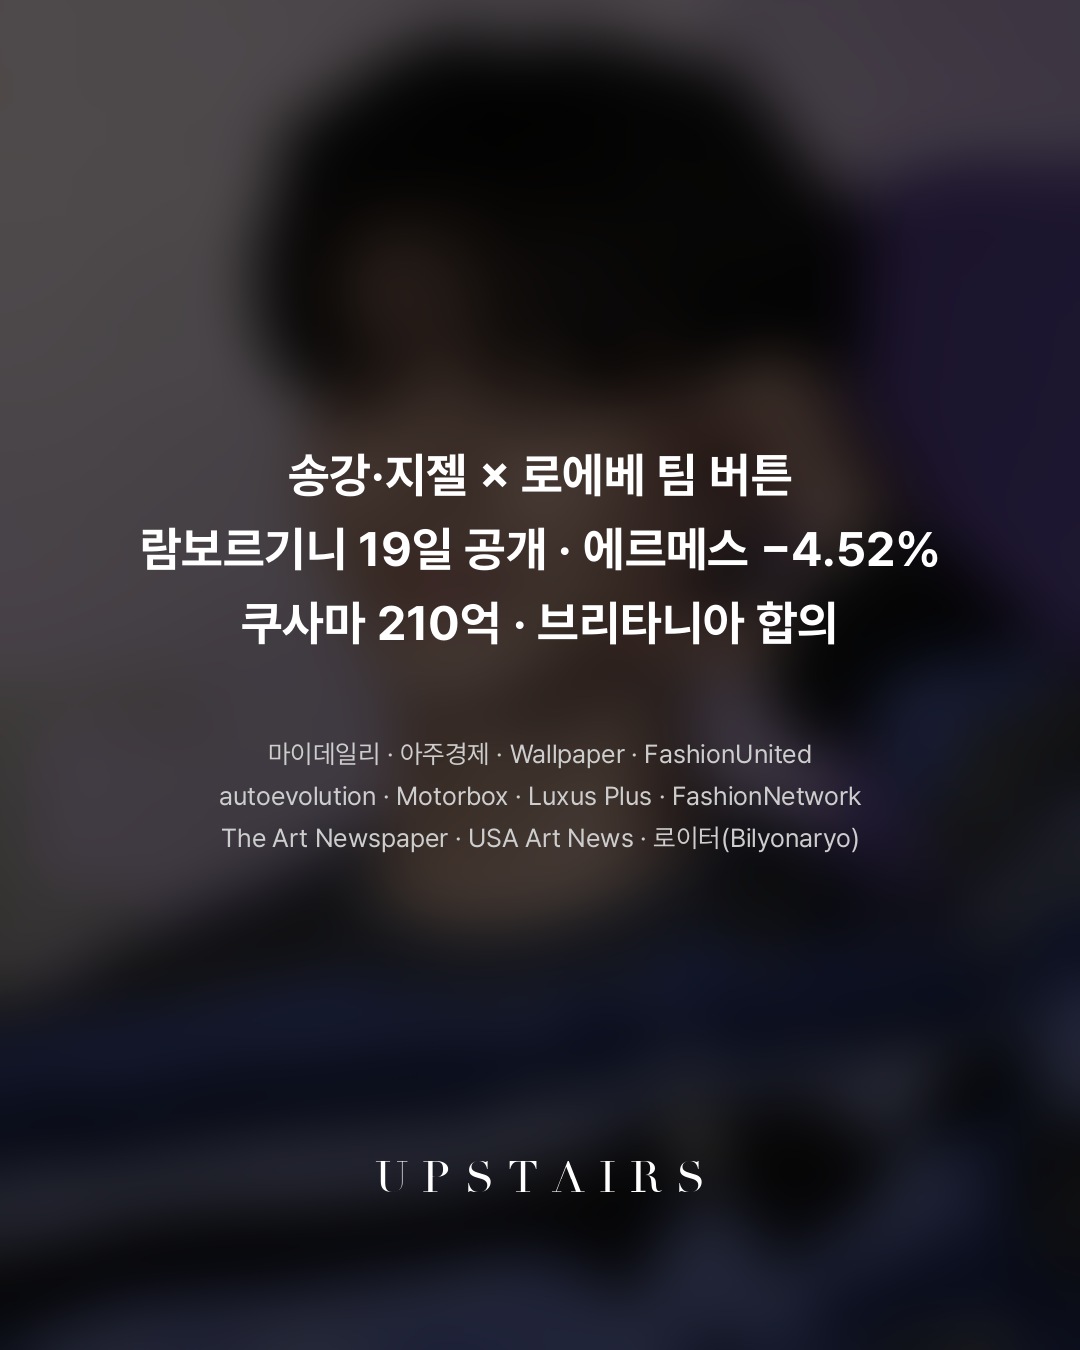 송강·지젤 × 로에베 팀 버튼
람보르기니 19일 공개 · 에르메스 −4.52%
쿠사마 210억 · 브리타니아 합의
마이데일리 · 아주경제 · Wallpaper · FashionUnited
autoevolution · Motorbox · Luxus Plus · FashionNetwork
The Art Newspaper · USA Art News · 로이터(Bilyonaryo)
UPSTAIRS